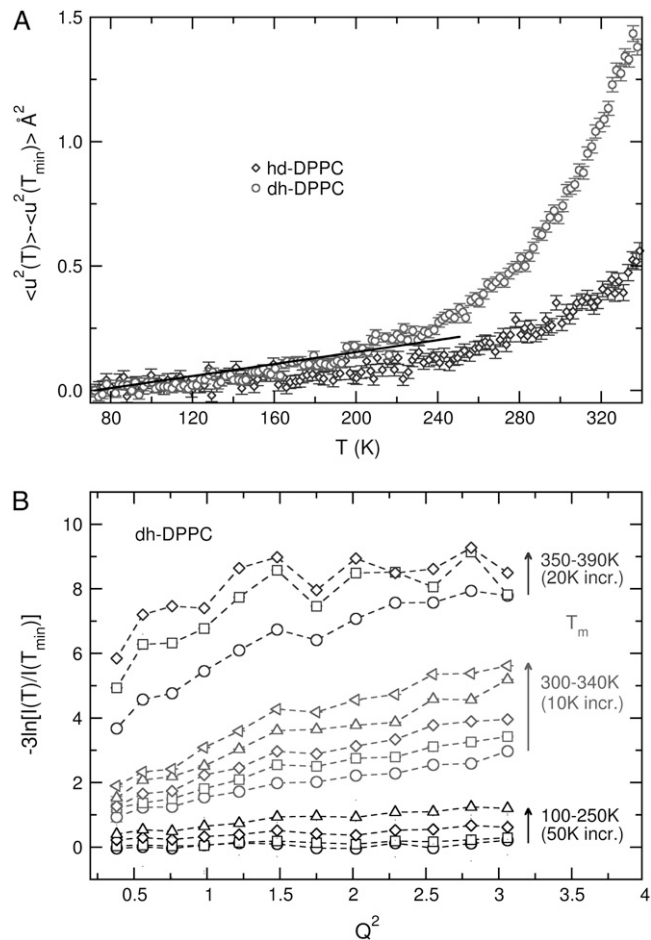 A
<u²(T)>-<u²(Tmin)> Å²
1.5
1.0
0.5
0.0
hd-DPPC
dh-DPPC
80 120 160 200 240 280 320
T (K)
B
-3ln[I(T)/I(Tmin)]
10
8
6
4
2
0
dh-DPPC
350-390K
(20K incr.)
Tm
300-340K
(10K incr.)
100-250K
(50K incr.)
0.5 1 1.5 2 2.5 3 3.5 4
Q²